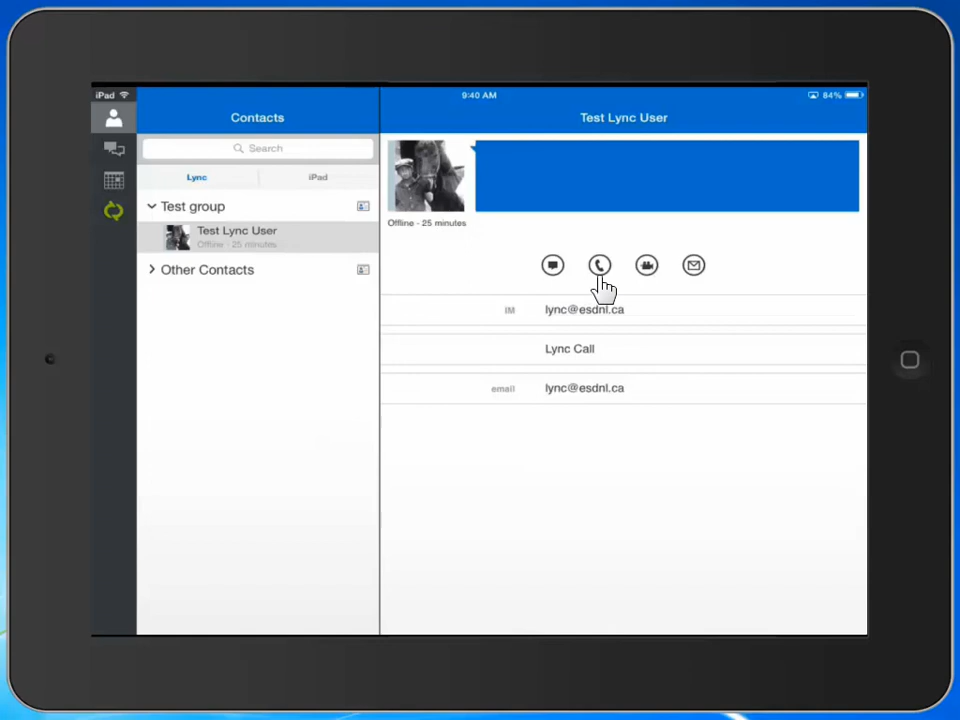 iPad
9:40 AM
84%
Contacts
Test Lync User
Search
Lync
iPad
Test group
Test Lync User
Offline - 25 minutes
Other Contacts
Offline - 25 minutes
IM
lync@esdnl.ca
Lync Call
email
lync@esdnl.ca